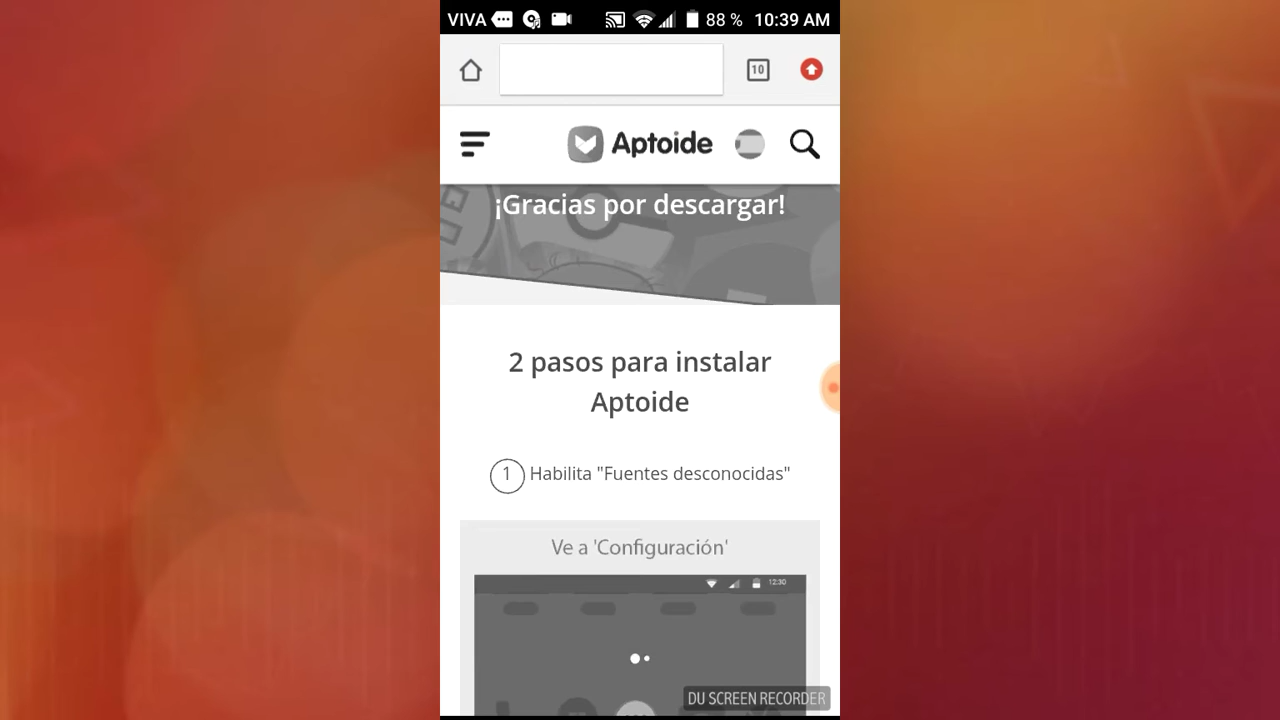 VIVA 88 % 10:39 AM
10
Aptoide
¡Gracias por descargar!
2 pasos para instalar
Aptoide
1 Habilita "Fuentes desconocidas"
Ve a 'Configuración'
12:30
DU SCREEN RECORDER